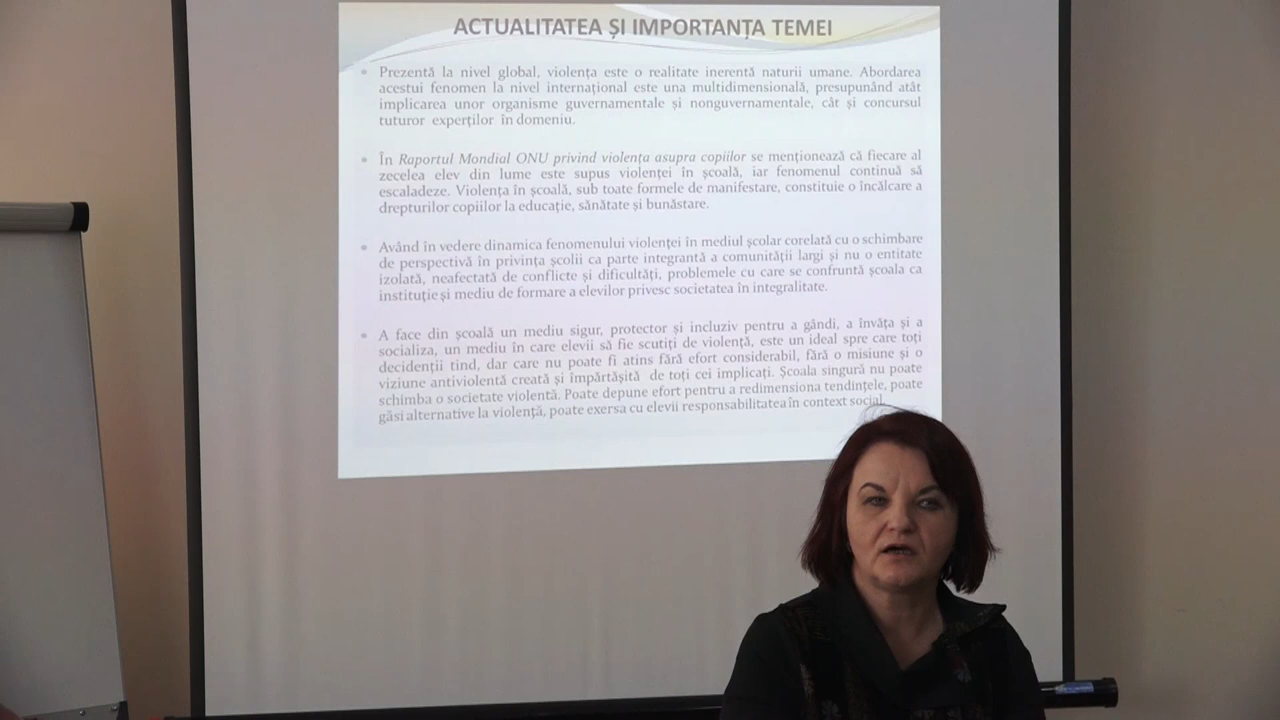 ACTUALITATEA ȘI IMPORTANȚA TEMEI
• Prezentă la nivel global, violența este o realitate inerentă naturii umane. Abordarea
acestui fenomen la nivel internațional este una multidimensională, presupunând atât
implicarea unor organisme guvernamentale și nonguvernamentale, cât și concursul
tuturor experților în domeniu.
• În Raportul Mondial ONU privind violența asupra copiilor se menționează că fiecare al
zecelea elev din lume este supus violenței în școală, iar fenomenul continuă să
escaladeze. Violența în școală, sub toate formele de manifestare, constituie o încălcare a
drepturilor copiilor la educație, sănătate și bunăstare.
• Având în vedere dinamica fenomenului violenței în mediul școlar corelată cu o schimbare
de perspectivă în privința școlii ca parte integrantă a comunității largi și nu o entitate
izolată, neafectată de conflicte și dificultăți, problemele cu care se confruntă școala ca
instituție și mediu de formare a elevilor privesc societatea în integralitate.
• A face din școală un mediu sigur, protector și incluziv pentru a gândi, a învăța și a
socializa, un mediu în care elevii să fie scutiți de violență, este un ideal spre care toți
decidenții tind, dar care nu poate fi atins fără efort considerabil, fără o misiune și o
viziune antiviolentă creată și împărtășită de toți cei implicați. Școala singură nu poate
schimba o societate violentă. Poate depune efort pentru a redimensiona tendințele, poate
găsi alternative la violență, poate exersa cu elevii responsabilitatea în context social.